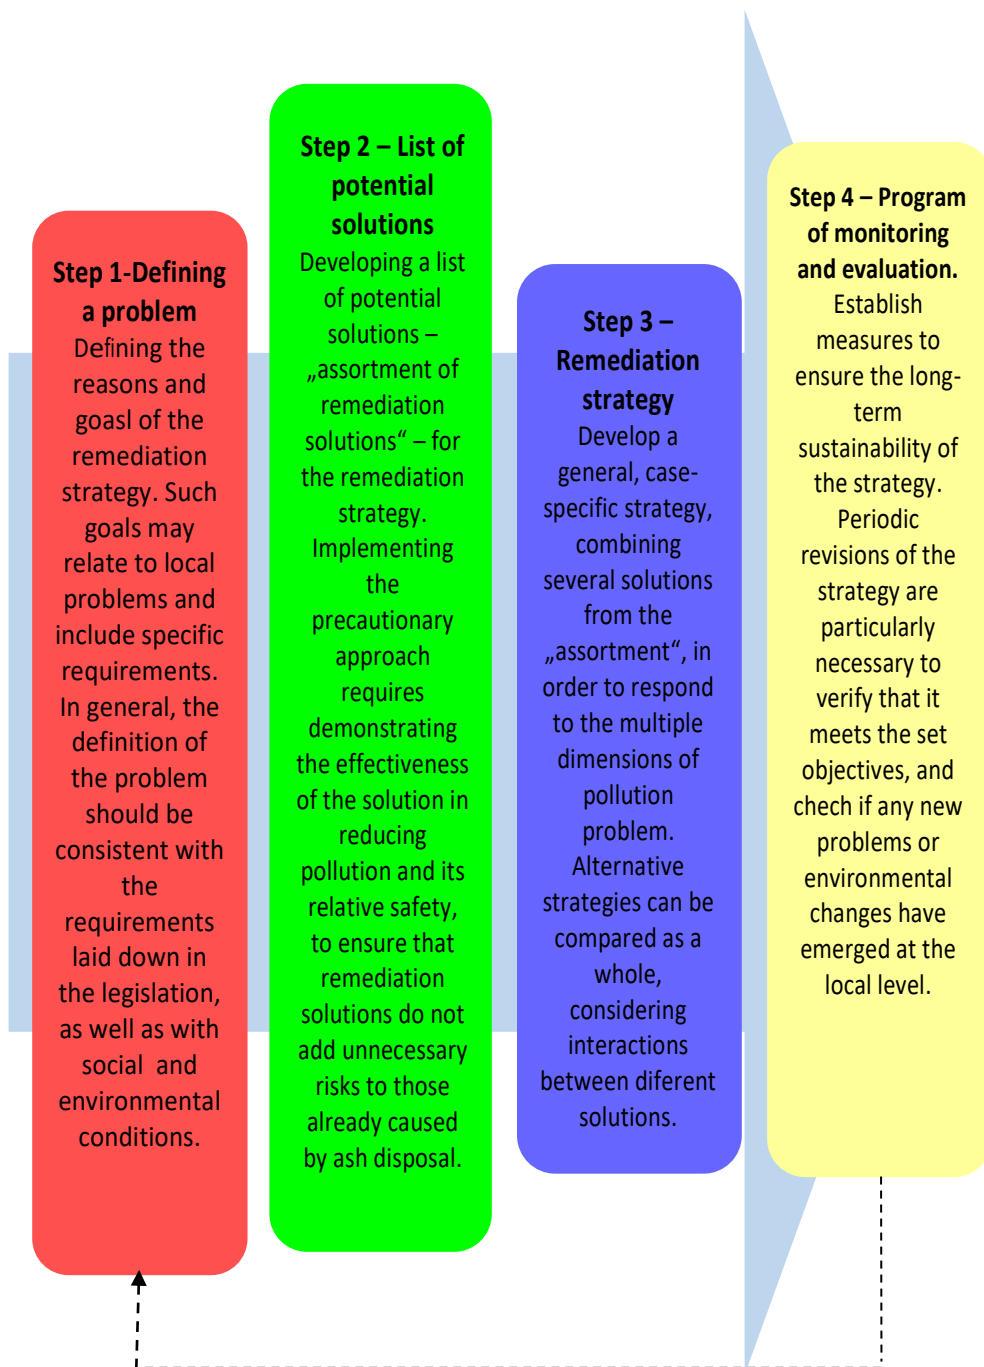 Step 1-Defining
a problem
Defining the
reasons and
goasl of the
remediation
strategy. Such
goals may
relate to local
problems and
include specific
requirements.
In general, the
definition of
the problem
should be
consistent with
the
requirements
laid down in
the legislation,
as well as with
social and
environmental
conditions.
Step 2 – List of
potential
solutions
Developing a list
of potential
solutions –
„assortment of
remediation
solutions“ – for
the remediation
strategy.
Implementing
the
precautionary
approach
requires
demonstrating
the effectiveness
of the solution in
reducing
pollution and its
relative safety,
to ensure that
remediation
solutions do not
add unnecessary
risks to those
already caused
by ash disposal.
Step 3 –
Remediation
strategy
Develop a
general, case-
specific strategy,
combining
several solutions
from the
„assortment“, in
order to respond
to the multiple
dimensions of
pollution
problem.
Alternative
strategies can be
compared as a
whole,
considering
interactions
between diferent
solutions.
Step 4 – Program
of monitoring
and evaluation.
Establish
measures to
ensure the long-
term
sustainability of
the strategy.
Periodic
revisions of the
strategy are
particularly
necessary to
verify that it
meets the set
objectives, and
chech if any new
problems or
environmental
changes have
emerged at the
local level.